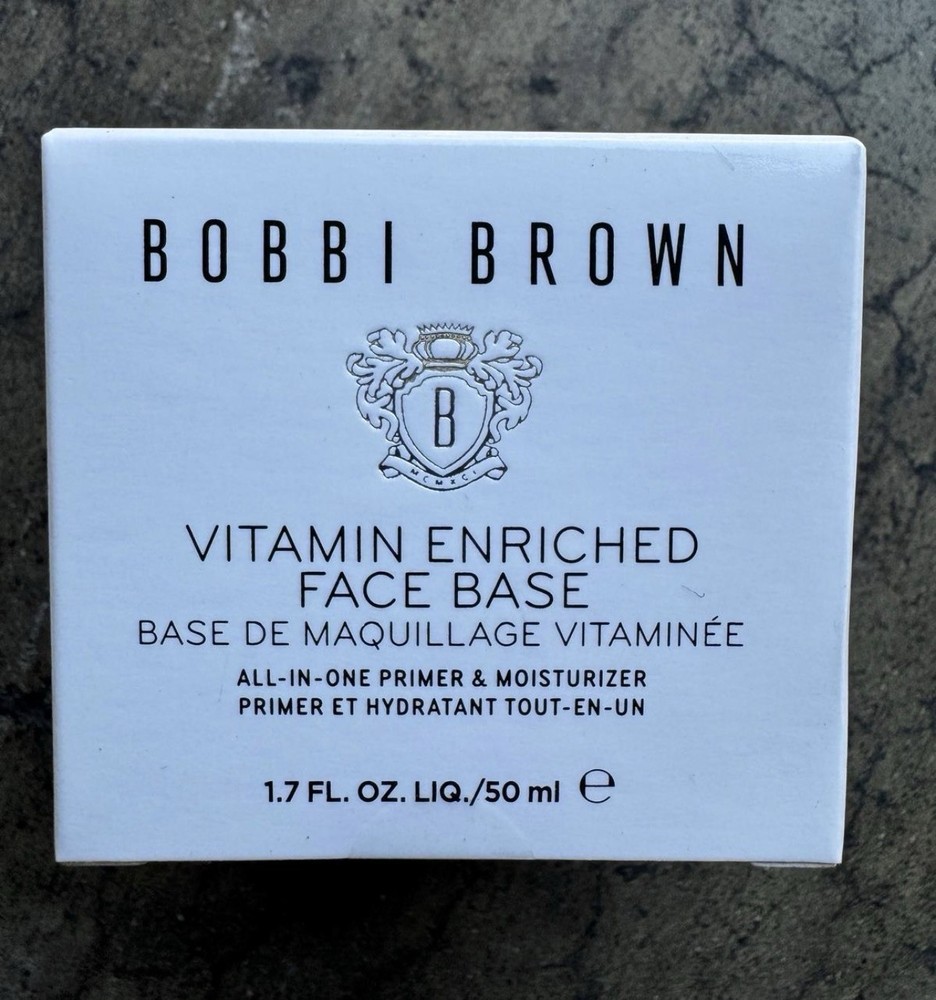 BOBBI BROWN
B
MCMXCI
VITAMIN ENRICHED
FACE BASE
BASE DE MAQUILLAGE VITAMINÉE
ALL-IN-ONE PRIMER & MOISTURIZER
PRIMER ET HYDRATANT TOUT-EN-UN
1.7 FL. OZ. LIQ./50 ml ℮